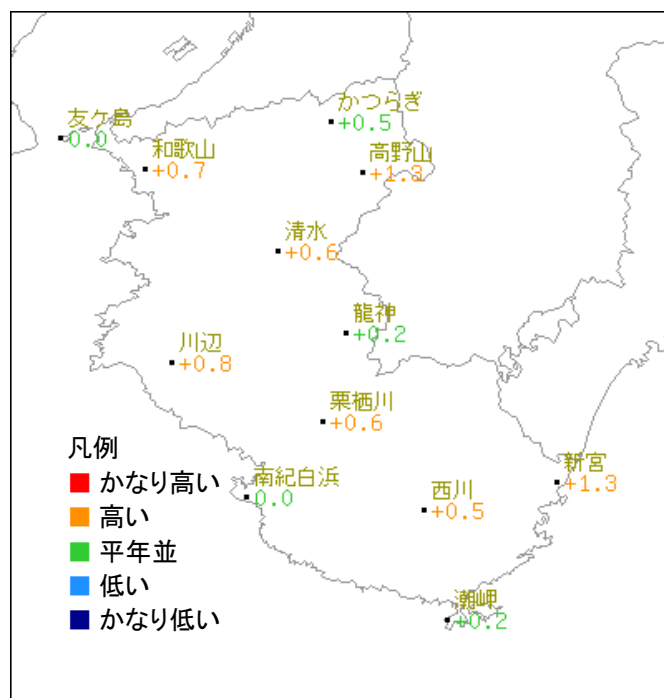 かつらぎ
+0.5
友ケ島
0.0
和歌山
+0.7
高野山
+1.3
清水
+0.6
龍神
+0.2
川辺
+0.8
栗栖川
+0.6
凡例
かなり高い
高い
平年並
低い
かなり低い
南紀白浜
0.0
西川
+0.5
新宮
+1.3
潮岬
+0.2